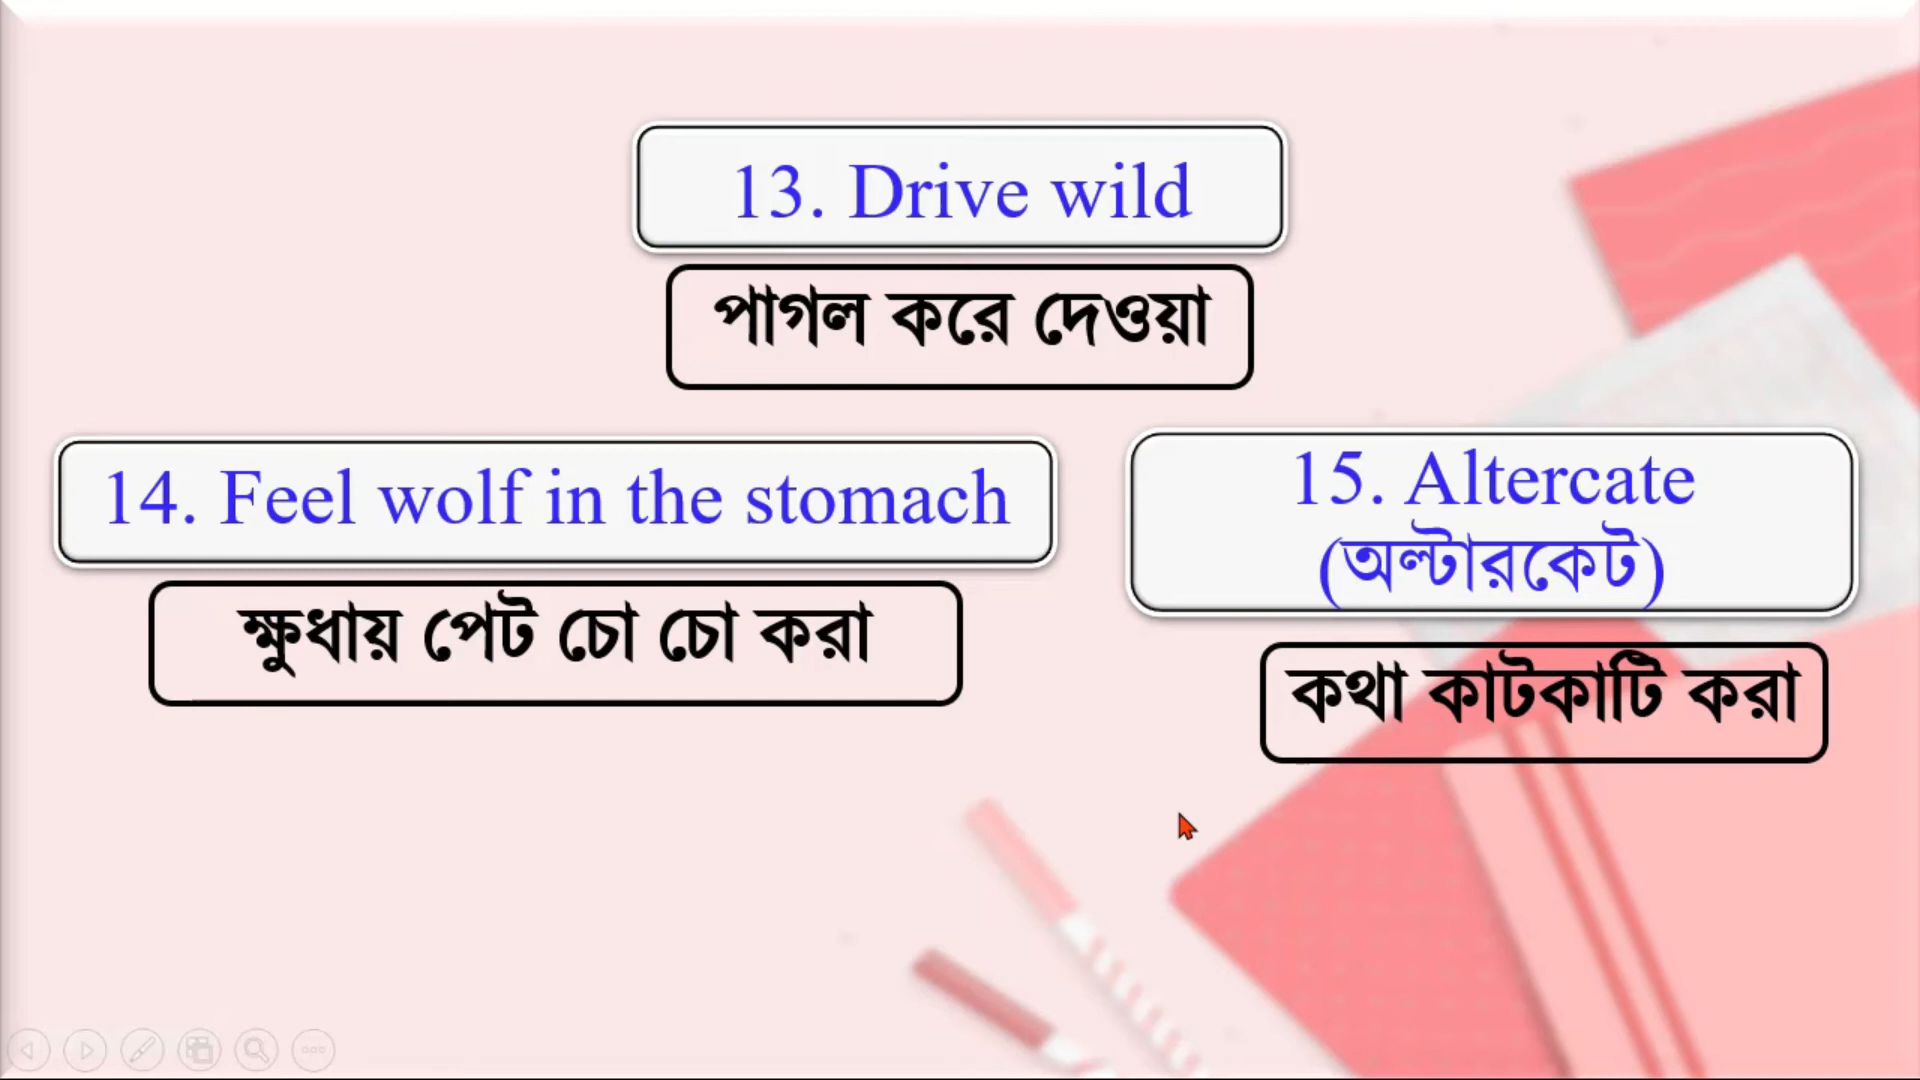 13. Drive wild
পাগল করে দেওয়া
14. Feel wolf in the stomach
ক্ষুধায় পেট চো চো করা
15. Altercate
(অল্টারকেট)
কথা কাটকাটি করা